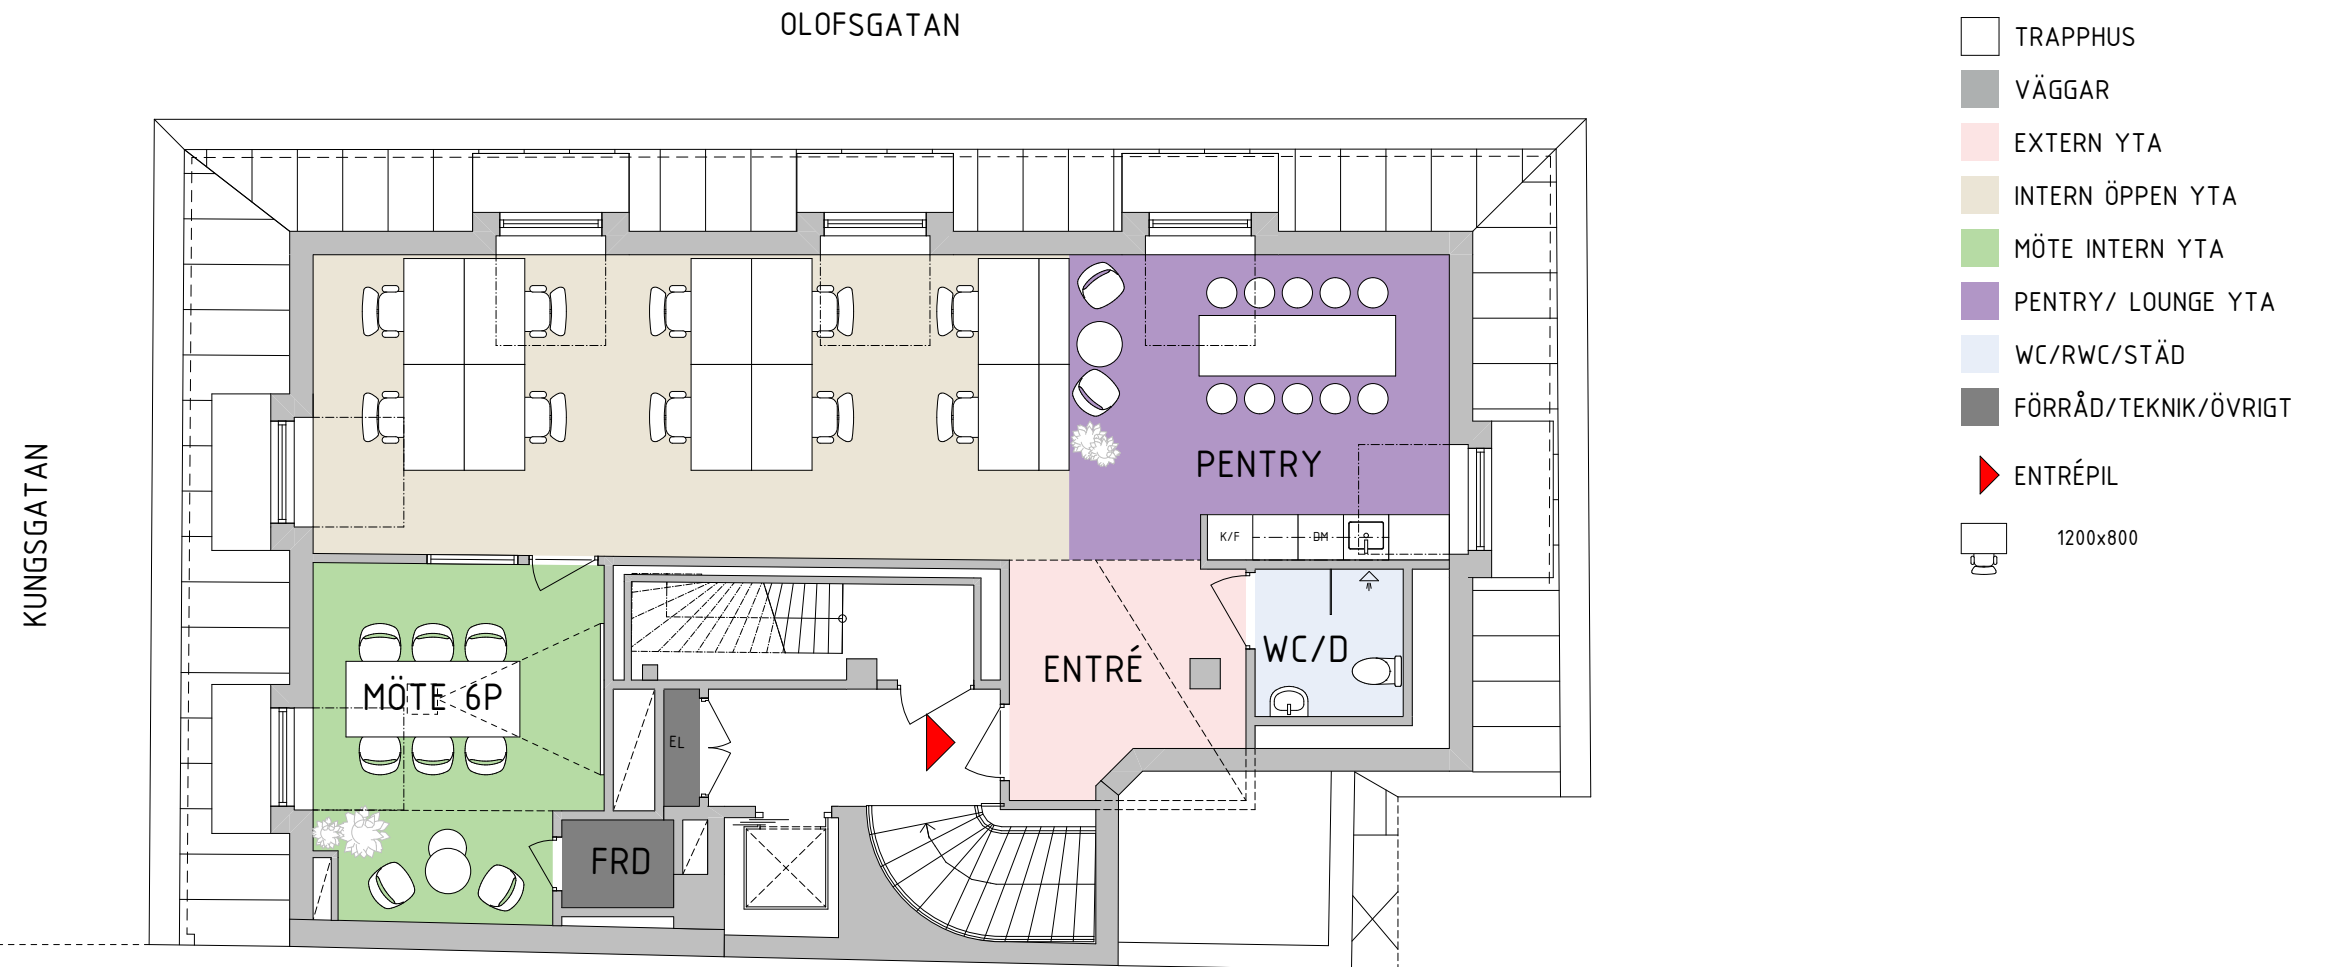 OLOFSGATAN
KUNGSGATAN
PENTRY
K/F
DM
ENTRÉ
WC/D
MÖTE 6P
EL
FRD
TRAPPHUS
VÄGGAR
EXTERN YTA
INTERN ÖPPEN YTA
MÖTE INTERN YTA
PENTRY/ LOUNGE YTA
WC/RWC/STÄD
FÖRRÅD/TEKNIK/ÖVRIGT
ENTRÉPIL
1200x800